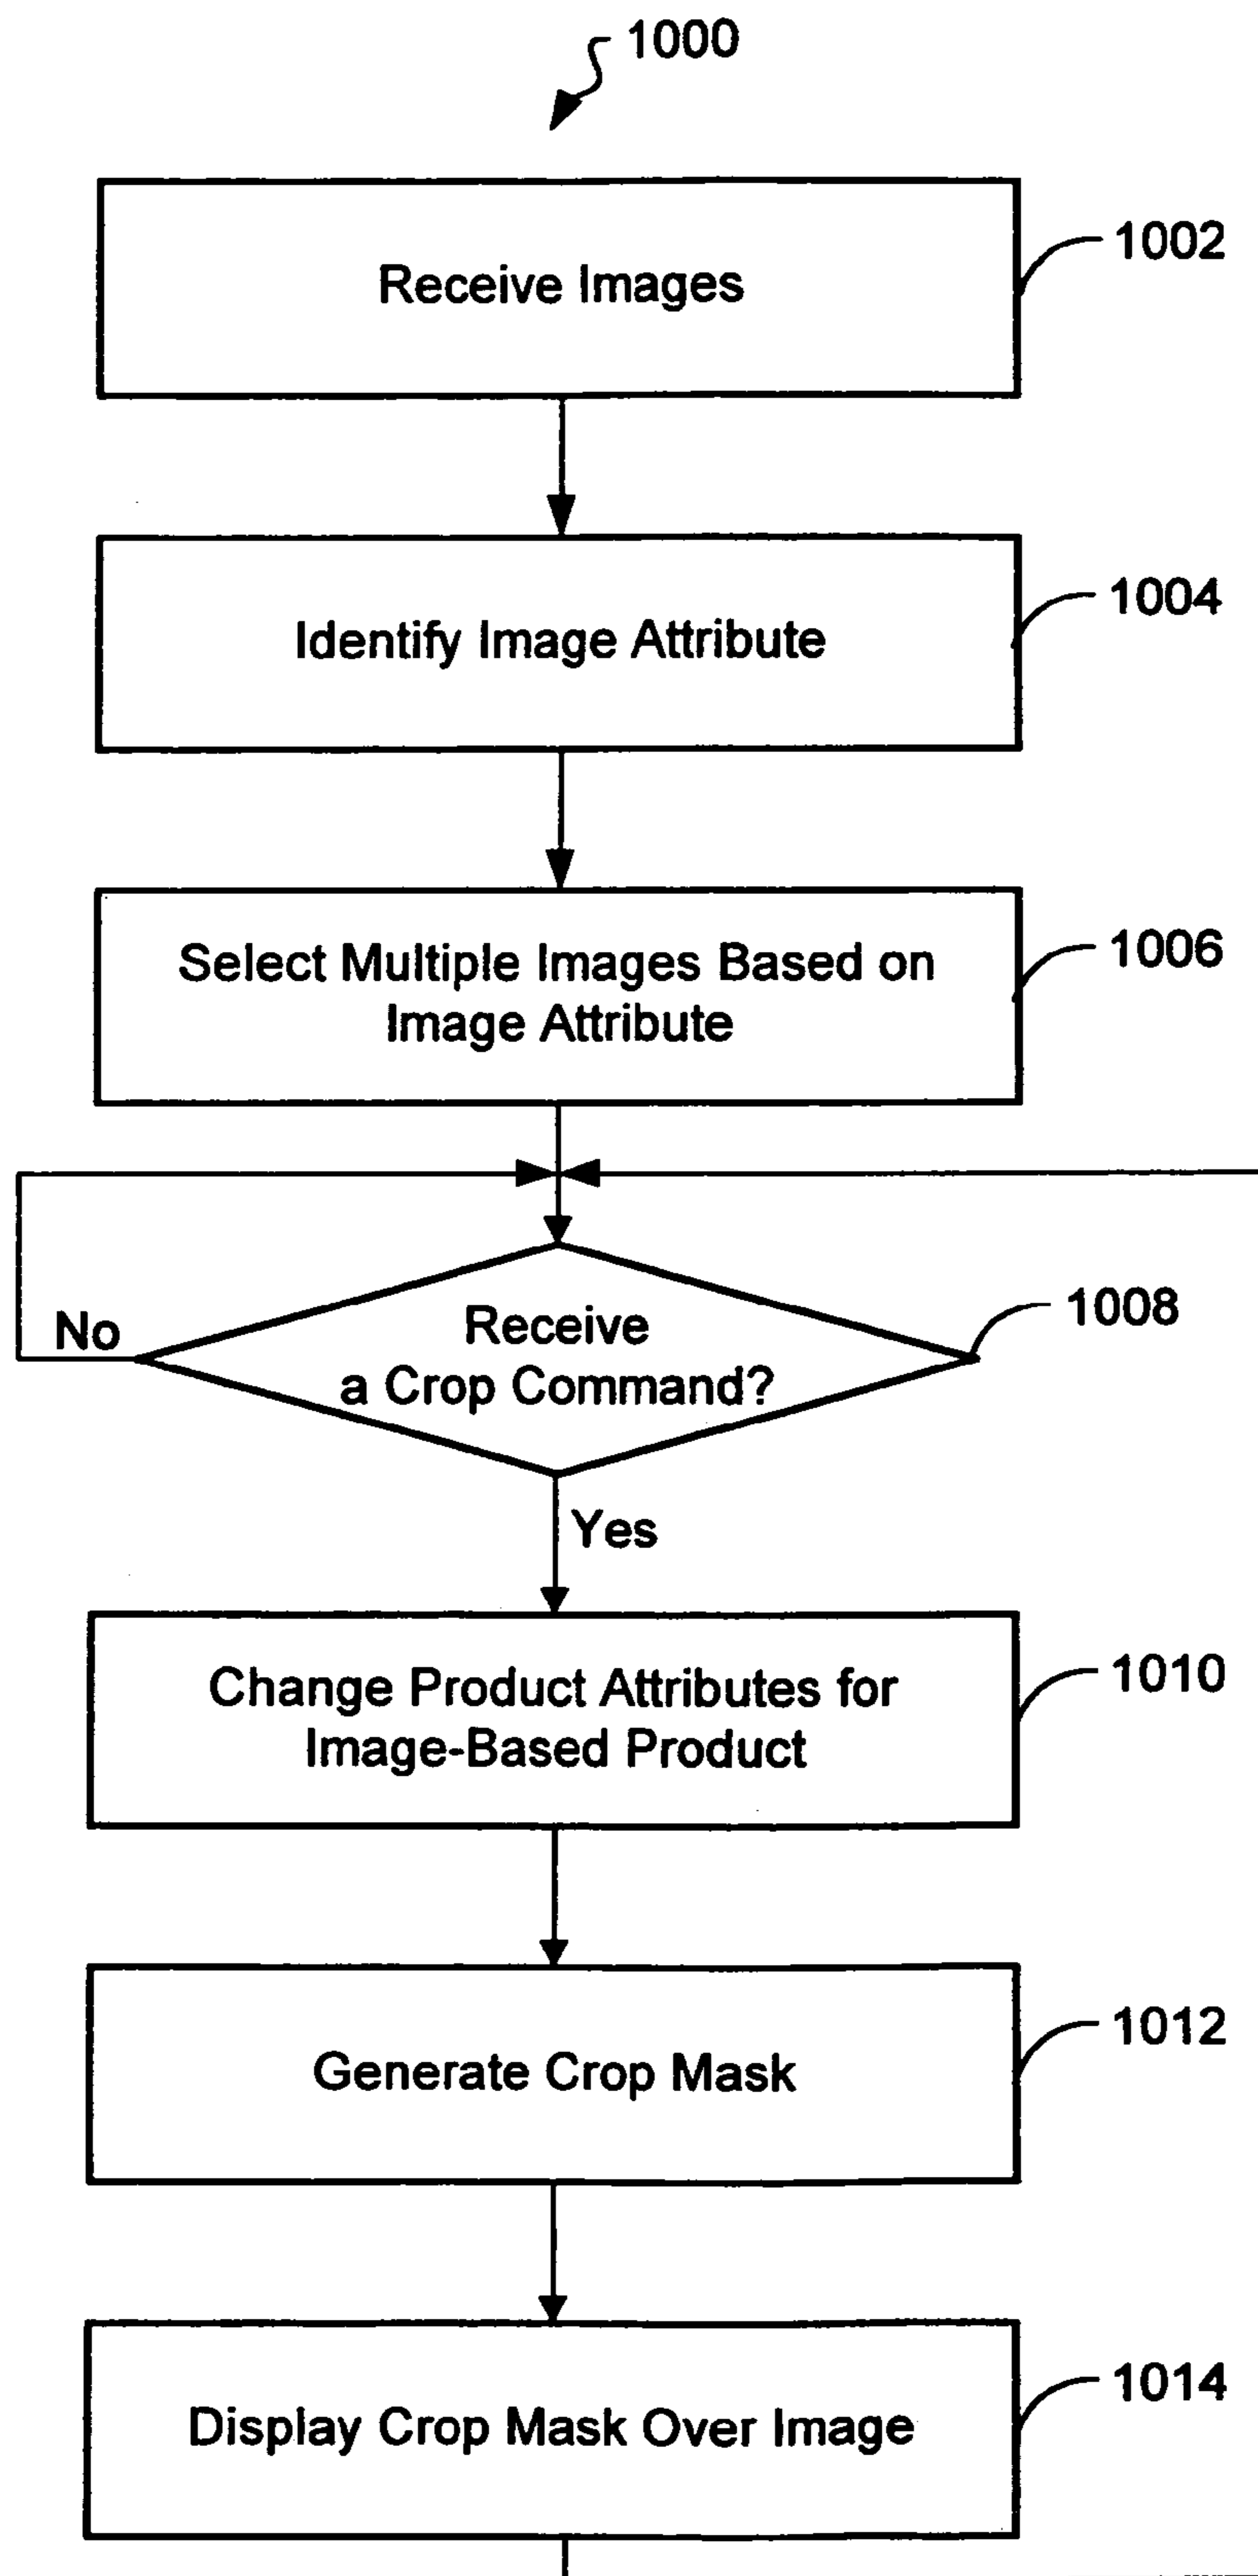 1000
Receive Images
1002
Identify Image Attribute
1004
Select Multiple Images Based on
Image Attribute
1006
Receive
a Crop Command?
1008
No
Yes
Change Product Attributes for
Image-Based Product
1010
Generate Crop Mask
1012
Display Crop Mask Over Image
1014